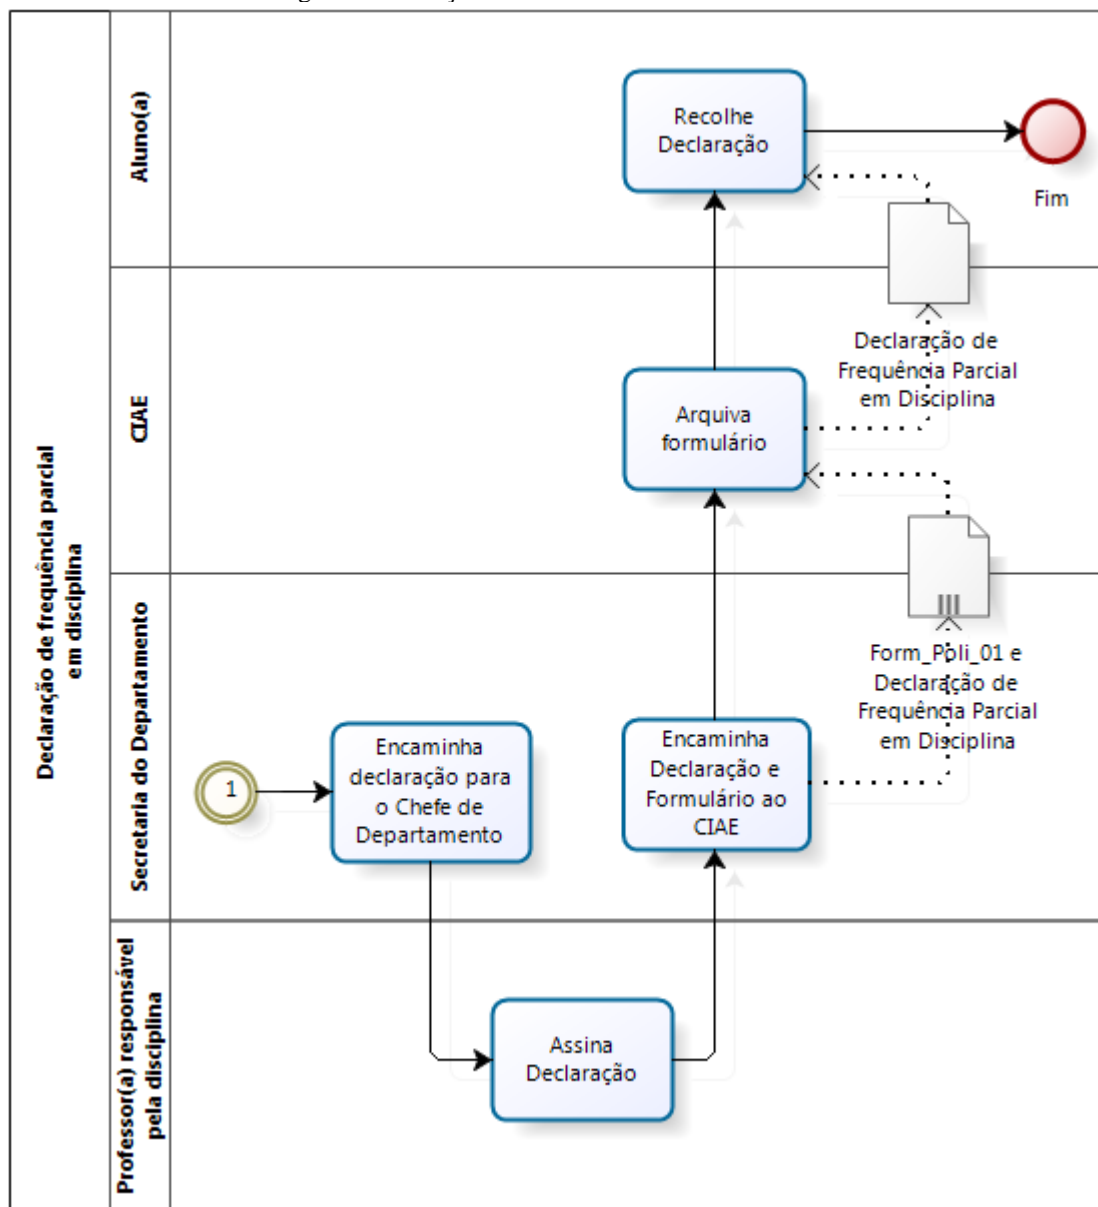 Declaração de frequência parcial
em disciplina
Aluno(a)
Recolhe
Declaração
Fim
CIAE
Declaração de
Frequência Parcial
em Disciplina
Arquiva
formulário
Secretaria do Departamento
Form_Poli_01 e
Declaração de
Frequência Parcial
em Disciplina
1
Encaminha
declaração para
o Chefe de
Departamento
Encaminha
Declaração e
Formulário ao
CIAE
Professor(a) responsável
pela disciplina
Assina
Declaração